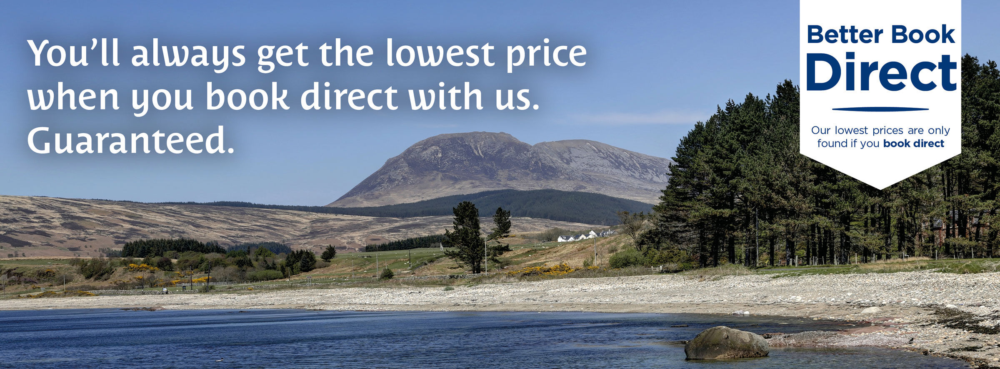 You’ll always get the lowest price
when you book direct with us.
Guaranteed.
Better Book
Direct
Our lowest prices are only
found if you book direct